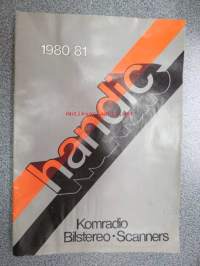 1980 81
handic
Komradio
Bilstereo • Scanners